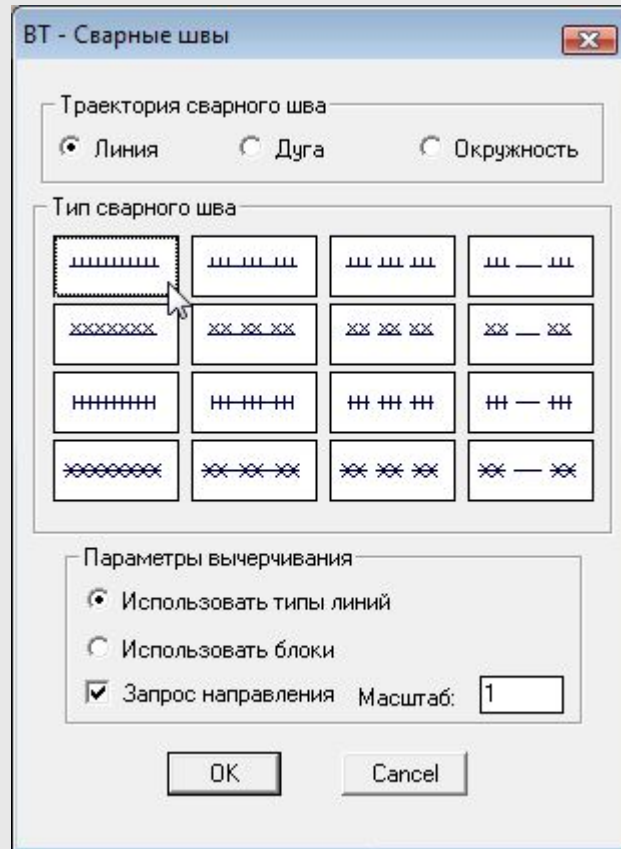 ВТ - Сварные швы
Траектория сварного шва
Линия Дуга Окружность
Тип сварного шва
Параметры вычерчивания
Использовать типы линий
Использовать блоки
Запрос направления Масштаб: 1
OK Cancel